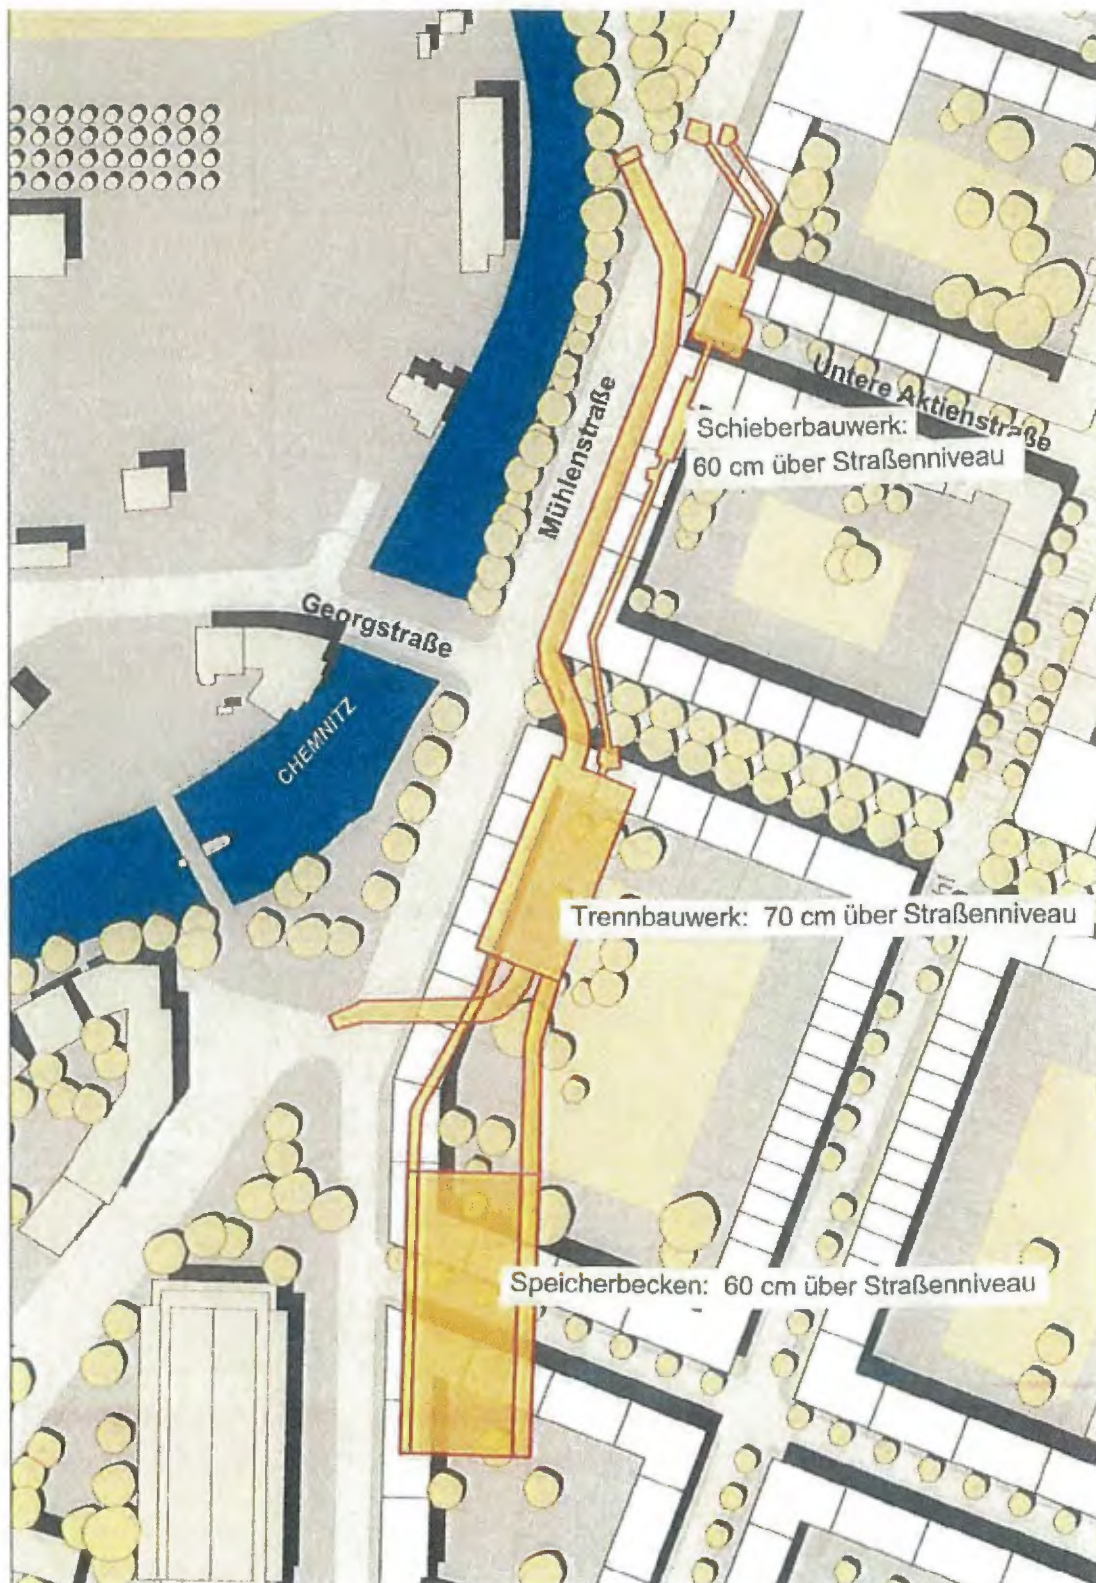 Untere Aktienstraße
Schieberbauwerk:
60 cm über Straßenniveau
Mühlenstraße
Georgstraße
CHEMNITZ
Trennbauwerk: 70 cm über Straßenniveau
Speicherbecken: 60 cm über Straßenniveau